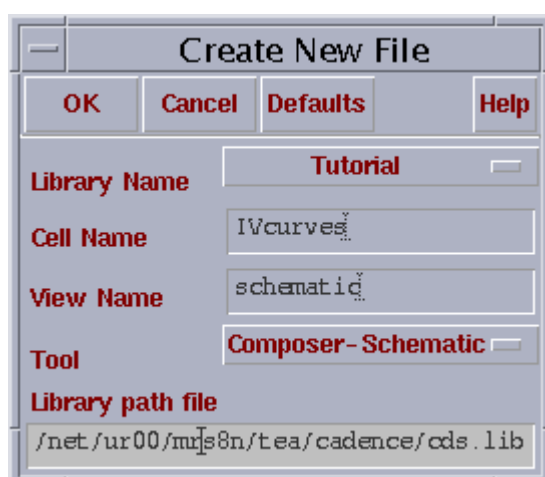 Create New File
OK Cancel Defaults Help
Library Name Tutorial
Cell Name IVcurves
View Name schematic
Tool Composer-Schematic
Library path file
/net/ur00/mrs8n/tea/cadence/cds.lib